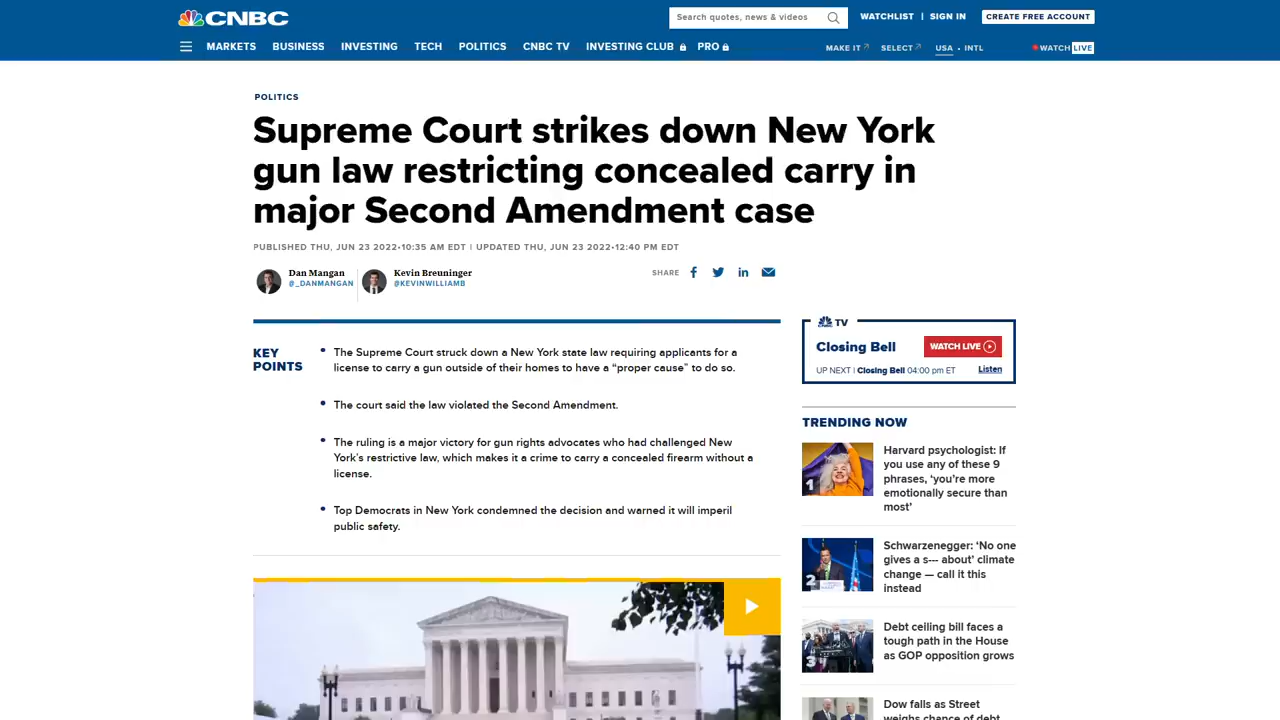 CNBC
Search quotes, news & videos
WATCHLIST | SIGN IN
CREATE FREE ACCOUNT
MARKETS BUSINESS INVESTING TECH POLITICS CNBC TV INVESTING CLUB PRO
MAKE IT SELECT USA • INTL WATCH LIVE
POLITICS
Supreme Court strikes down New York
gun law restricting concealed carry in
major Second Amendment case
PUBLISHED THU, JUN 23 2022•10:35 AM EDT | UPDATED THU, JUN 23 2022•12:40 PM EDT
Dan Mangan
@_DANMANGAN
Kevin Breuninger
@KEVINWILLIAMB
SHARE
KEY
POINTS
The Supreme Court struck down a New York state law requiring applicants for a
license to carry a gun outside of their homes to have a “proper cause” to do so.
The court said the law violated the Second Amendment.
The ruling is a major victory for gun rights advocates who had challenged New
York’s restrictive law, which makes it a crime to carry a concealed firearm without a
license.
Top Democrats in New York condemned the decision and warned it will imperil
public safety.
CNBC TV
Closing Bell
WATCH LIVE
UP NEXT | Closing Bell 04:00 pm ET
Listen
TRENDING NOW
1
Harvard psychologist: If
you use any of these 9
phrases, ‘you’re more
emotionally secure than
most’
2
Schwarzenegger: ‘No one
gives a s--- about’ climate
change — call it this
instead
3
Debt ceiling bill faces a
tough path in the House
as GOP opposition grows
Dow falls as Street
weighs chance of debt